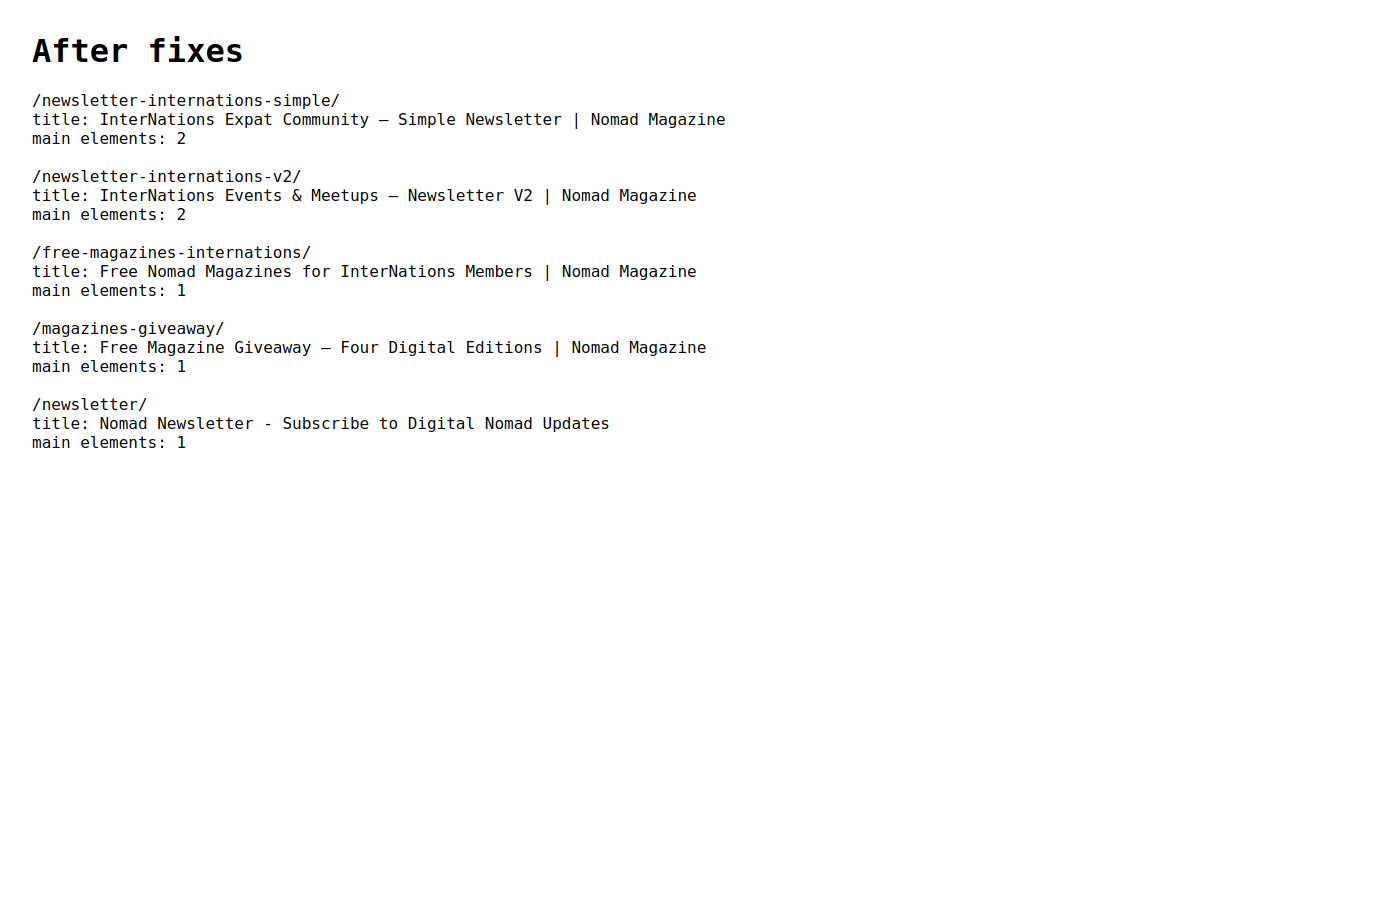 After fixes
/newsletter-internations-simple/
title: InterNations Expat Community — Simple Newsletter | Nomad Magazine
main elements: 2
/newsletter-internations-v2/
title: InterNations Events & Meetups — Newsletter V2 | Nomad Magazine
main elements: 2
/free-magazines-internations/
title: Free Nomad Magazines for InterNations Members | Nomad Magazine
main elements: 1
/magazines-giveaway/
title: Free Magazine Giveaway — Four Digital Editions | Nomad Magazine
main elements: 1
/newsletter/
title: Nomad Newsletter - Subscribe to Digital Nomad Updates
main elements: 1